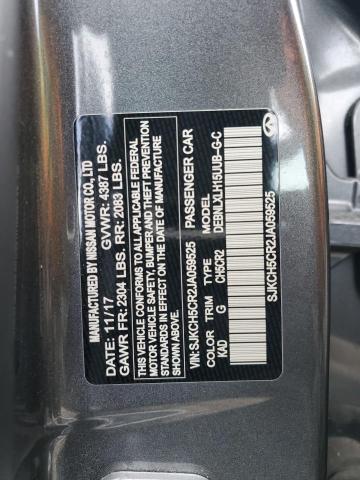 MANUFACTURED BY NISSAN MOTOR CO., LTD
DATE: 11/17 GVWR: 4387 LBS.
GAWR FR: 2304 LBS. RR: 2083 LBS.
THIS VEHICLE CONFORMS TO ALL APPLICABLE FEDERAL
MOTOR VEHICLE SAFETY, BUMPER AND THEFT PREVENTION
STANDARDS IN EFFECT ON THE DATE OF MANUFACTURE
SHOWN ABOVE.
VIN:SJKCH5CR2JA059525 PASSENGER CAR
COLOR TRIM TYPE DEBNLXLH15UUB-G-C
KAD G CH5CR2
SJKCH5CR2JA059525